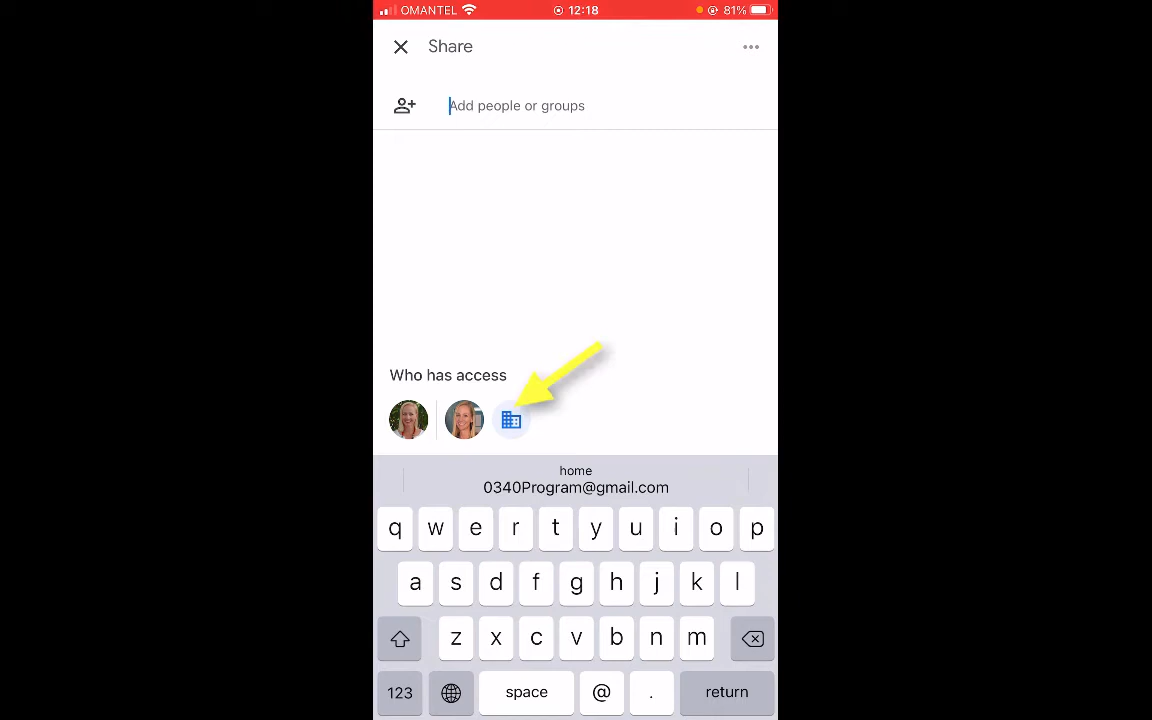 OMANTEL 12:18 81%
Share
Add people or groups
Who has access
home
0340Program@gmail.com
q w e r t y u i o p
a s d f g h j k l
z x c v b n m
123 space @ . return